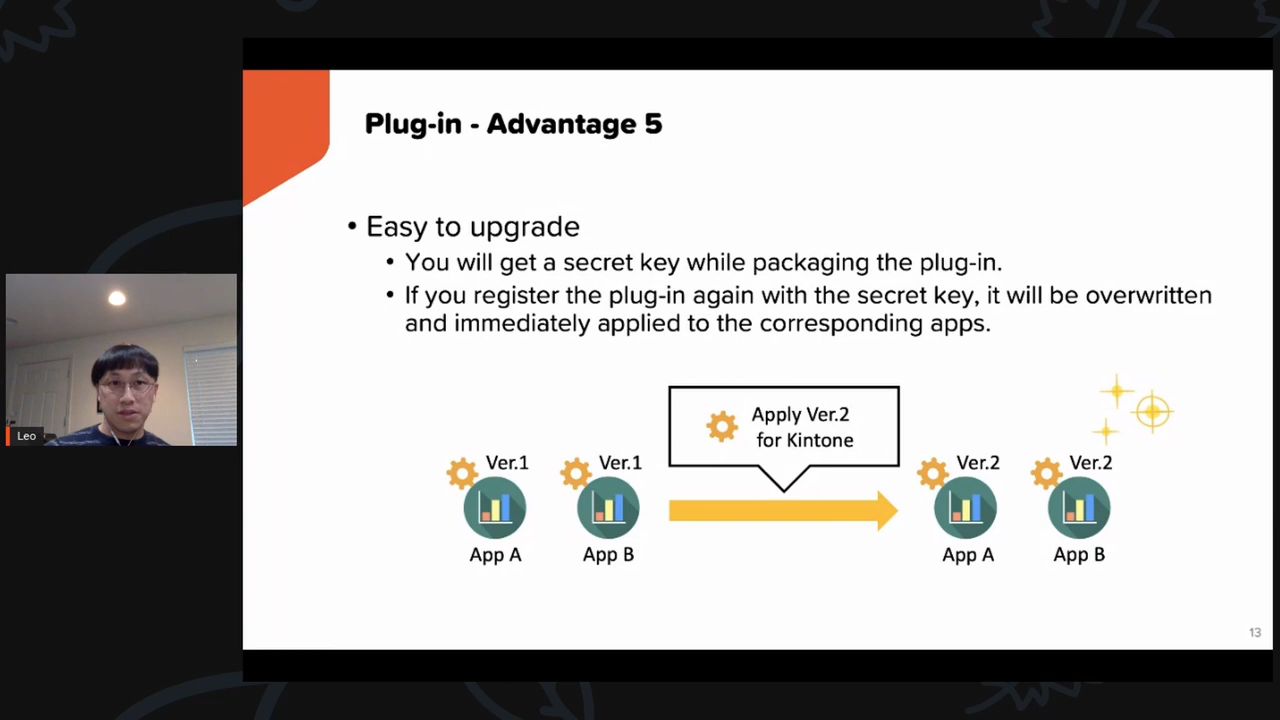 Plug-in - Advantage 5
• Easy to upgrade
• You will get a secret key while packaging the plug-in.
• If you register the plug-in again with the secret key, it will be overwritten
and immediately applied to the corresponding apps.
Apply Ver.2
for Kintone
Ver.1
Ver.1
Ver.2
Ver.2
App A
App B
App A
App B
13
Leo